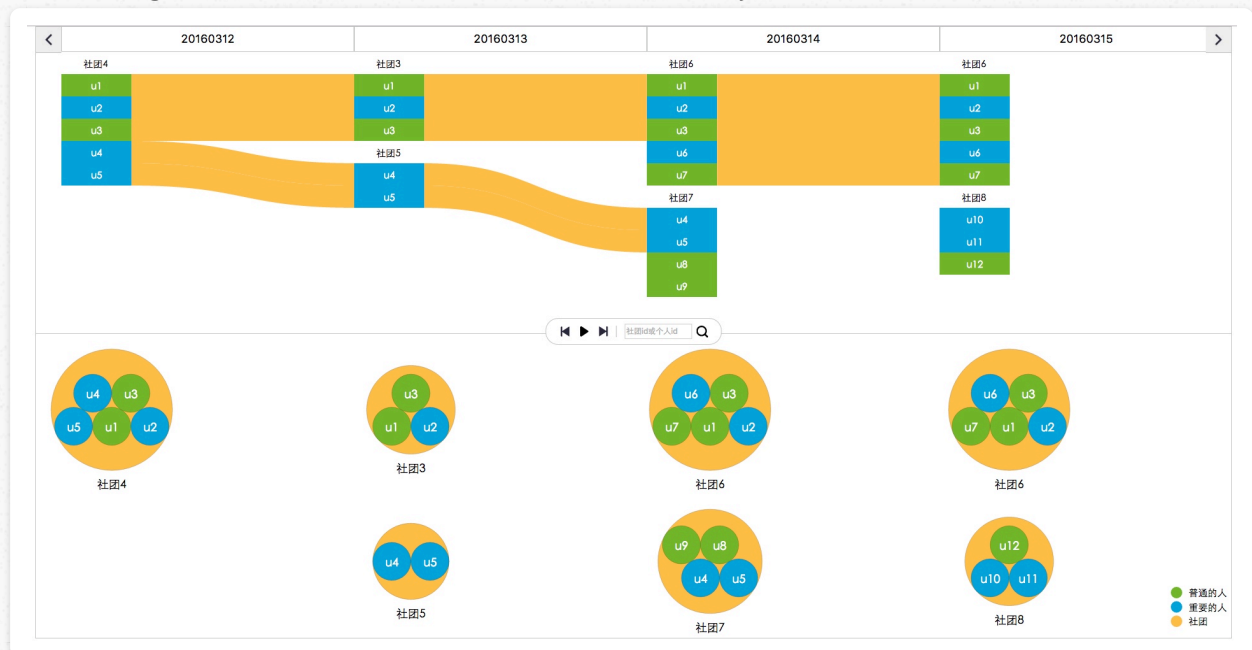 20160312 20160313 20160314 20160315
社团4 社团3 社团6 社团6
u1 u1 u1 u1
u2 u2 u2 u2
u3 u3 u3 u3
u4 社团5 u6 u6
u5 u4 u7 u7
u5 社团7 社团8
u4 u10
u5 u11
u8 u12
u9
社团id或个人id
u4 u3 u3 u6 u3 u6 u3
u5 u1 u2 u1 u2 u7 u1 u2 u7 u1 u2
社团3
社团4 社团6 社团6
u9 u8 u12
u4 u5
u4 u5 u10 u11
普通的人
重要的人
社团5 社团8 社团
社团7